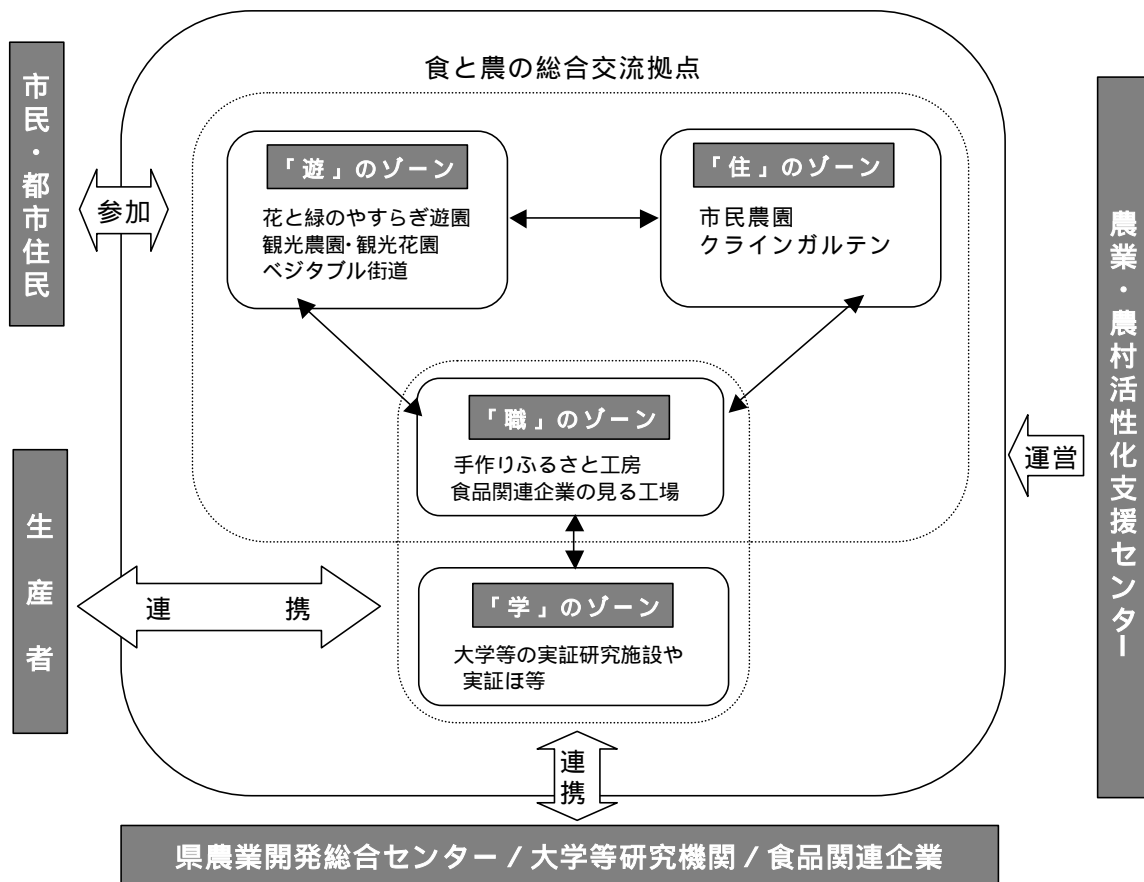 食と農の総合交流拠点
市民・都市住民
参加
「遊」のゾーン
花と緑のやすらぎ遊園
観光農園・観光花園
ベジタブル街道
「住」のゾーン
市民農園
クラインガルテン
農業・農村活性化支援センター
運営
「職」のゾーン
手作りふるさと工房
食品関連企業の見る工場
生産者
連携
「学」のゾーン
大学等の実証研究施設や
実証ほ等
連携
県農業開発総合センター / 大学等研究機関 / 食品関連企業